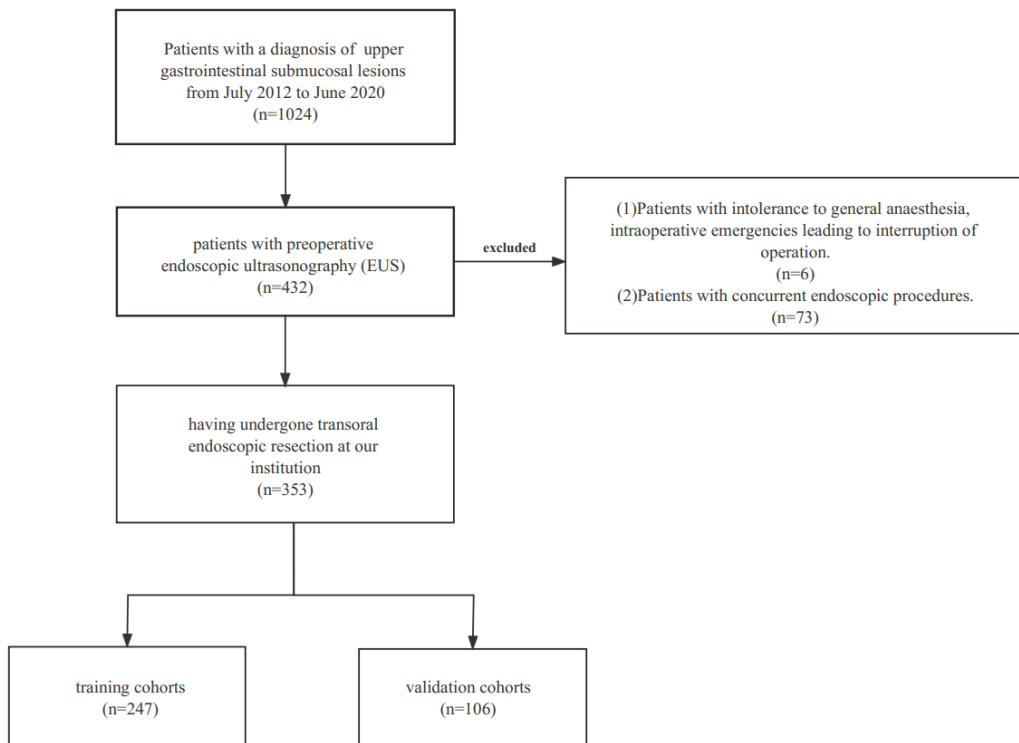 Patients with a diagnosis of upper
gastrointestinal submucosal lesions
from July 2012 to June 2020
(n=1024)
patients with preoperative
endoscopic ultrasonography (EUS)
(n=432)
excluded
(1)Patients with intolerance to general anaesthesia,
intraoperative emergencies leading to interruption of
operation.
(n=6)
(2)Patients with concurrent endoscopic procedures.
(n=73)
having undergone transoral
endoscopic resection at our
institution
(n=353)
training cohorts
(n=247)
validation cohorts
(n=106)